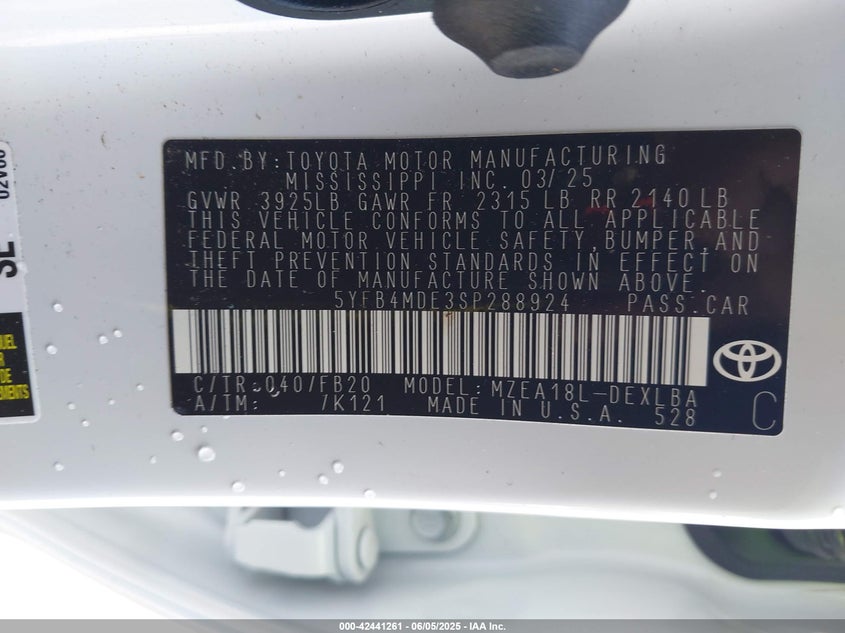 MFD BY: TOYOTA MOTOR MANUFACTURING
MISSISSIPPI INC. 03/25
GVWR 3925LB GAWR FR 2315 LB RR 2140 LB
THIS VEHICLE CONFORMS TO ALL APPLICABLE
FEDERAL MOTOR VEHICLE SAFETY, BUMPER AND
THEFT PREVENTION STANDARDS IN EFFECT ON
THE DATE OF MANUFACTURE SHOWN ABOVE.
5YFB4MDE3SP288924 PASS.CAR
C/TR: 040/FB20 MODEL: MZEA18L-DEXLBA
A/TM: /K121 MADE IN U.S.A. 528
C
SL
000-42441261 - 06/05/2025 - IAA Inc.